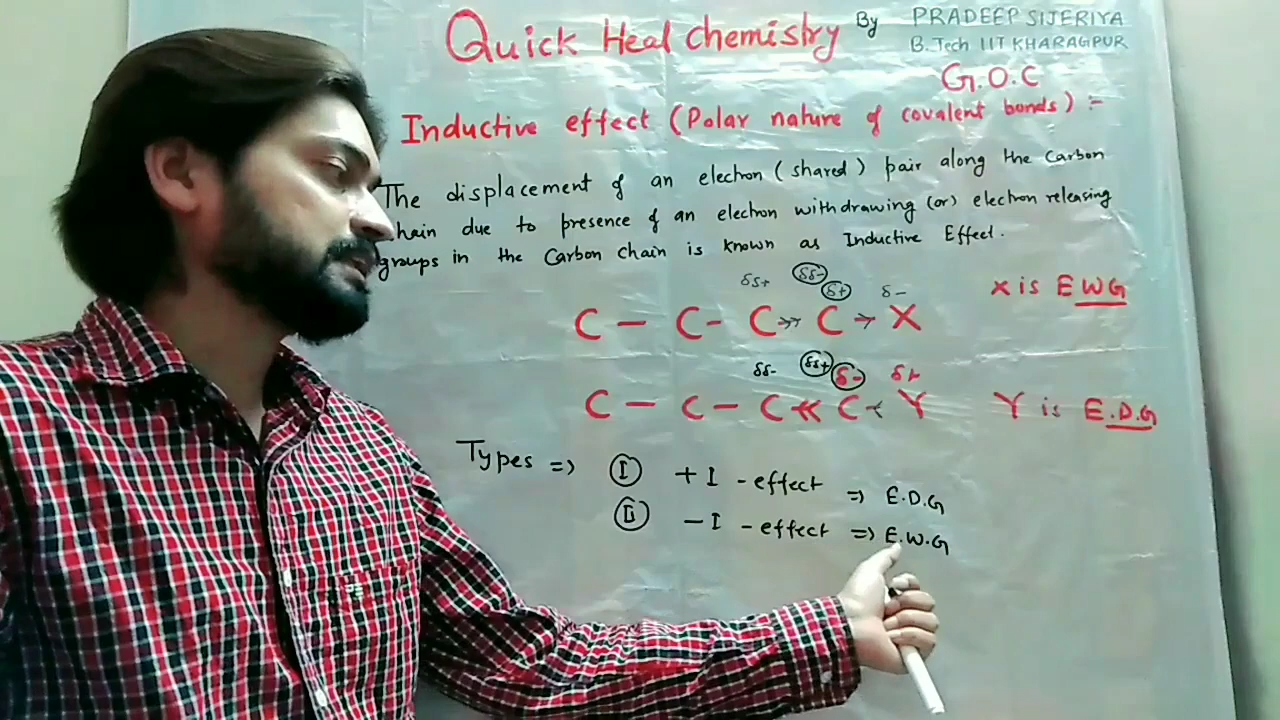 Quick Heal chemistry By PRADEEP SIJERIYA
B.Tech IIT KHARAGPUR
G.O.C
Inductive effect (Polar nature of covalent bonds) :-
The displacement of an electron (shared) pair along the Carbon
chain due to presence of an electron withdrawing (or) electron releasing
groups in the Carbon chain is known as Inductive Effect.
δδ+ δδ- δ+ δ-
C - C - C ->> C -> X X is EWG
δδ- δδ+ δ- δ+
C - C - C << C < Y Y is E.D.G
Types => I +I - effect => E.D.G
II -I - effect => E.W.G